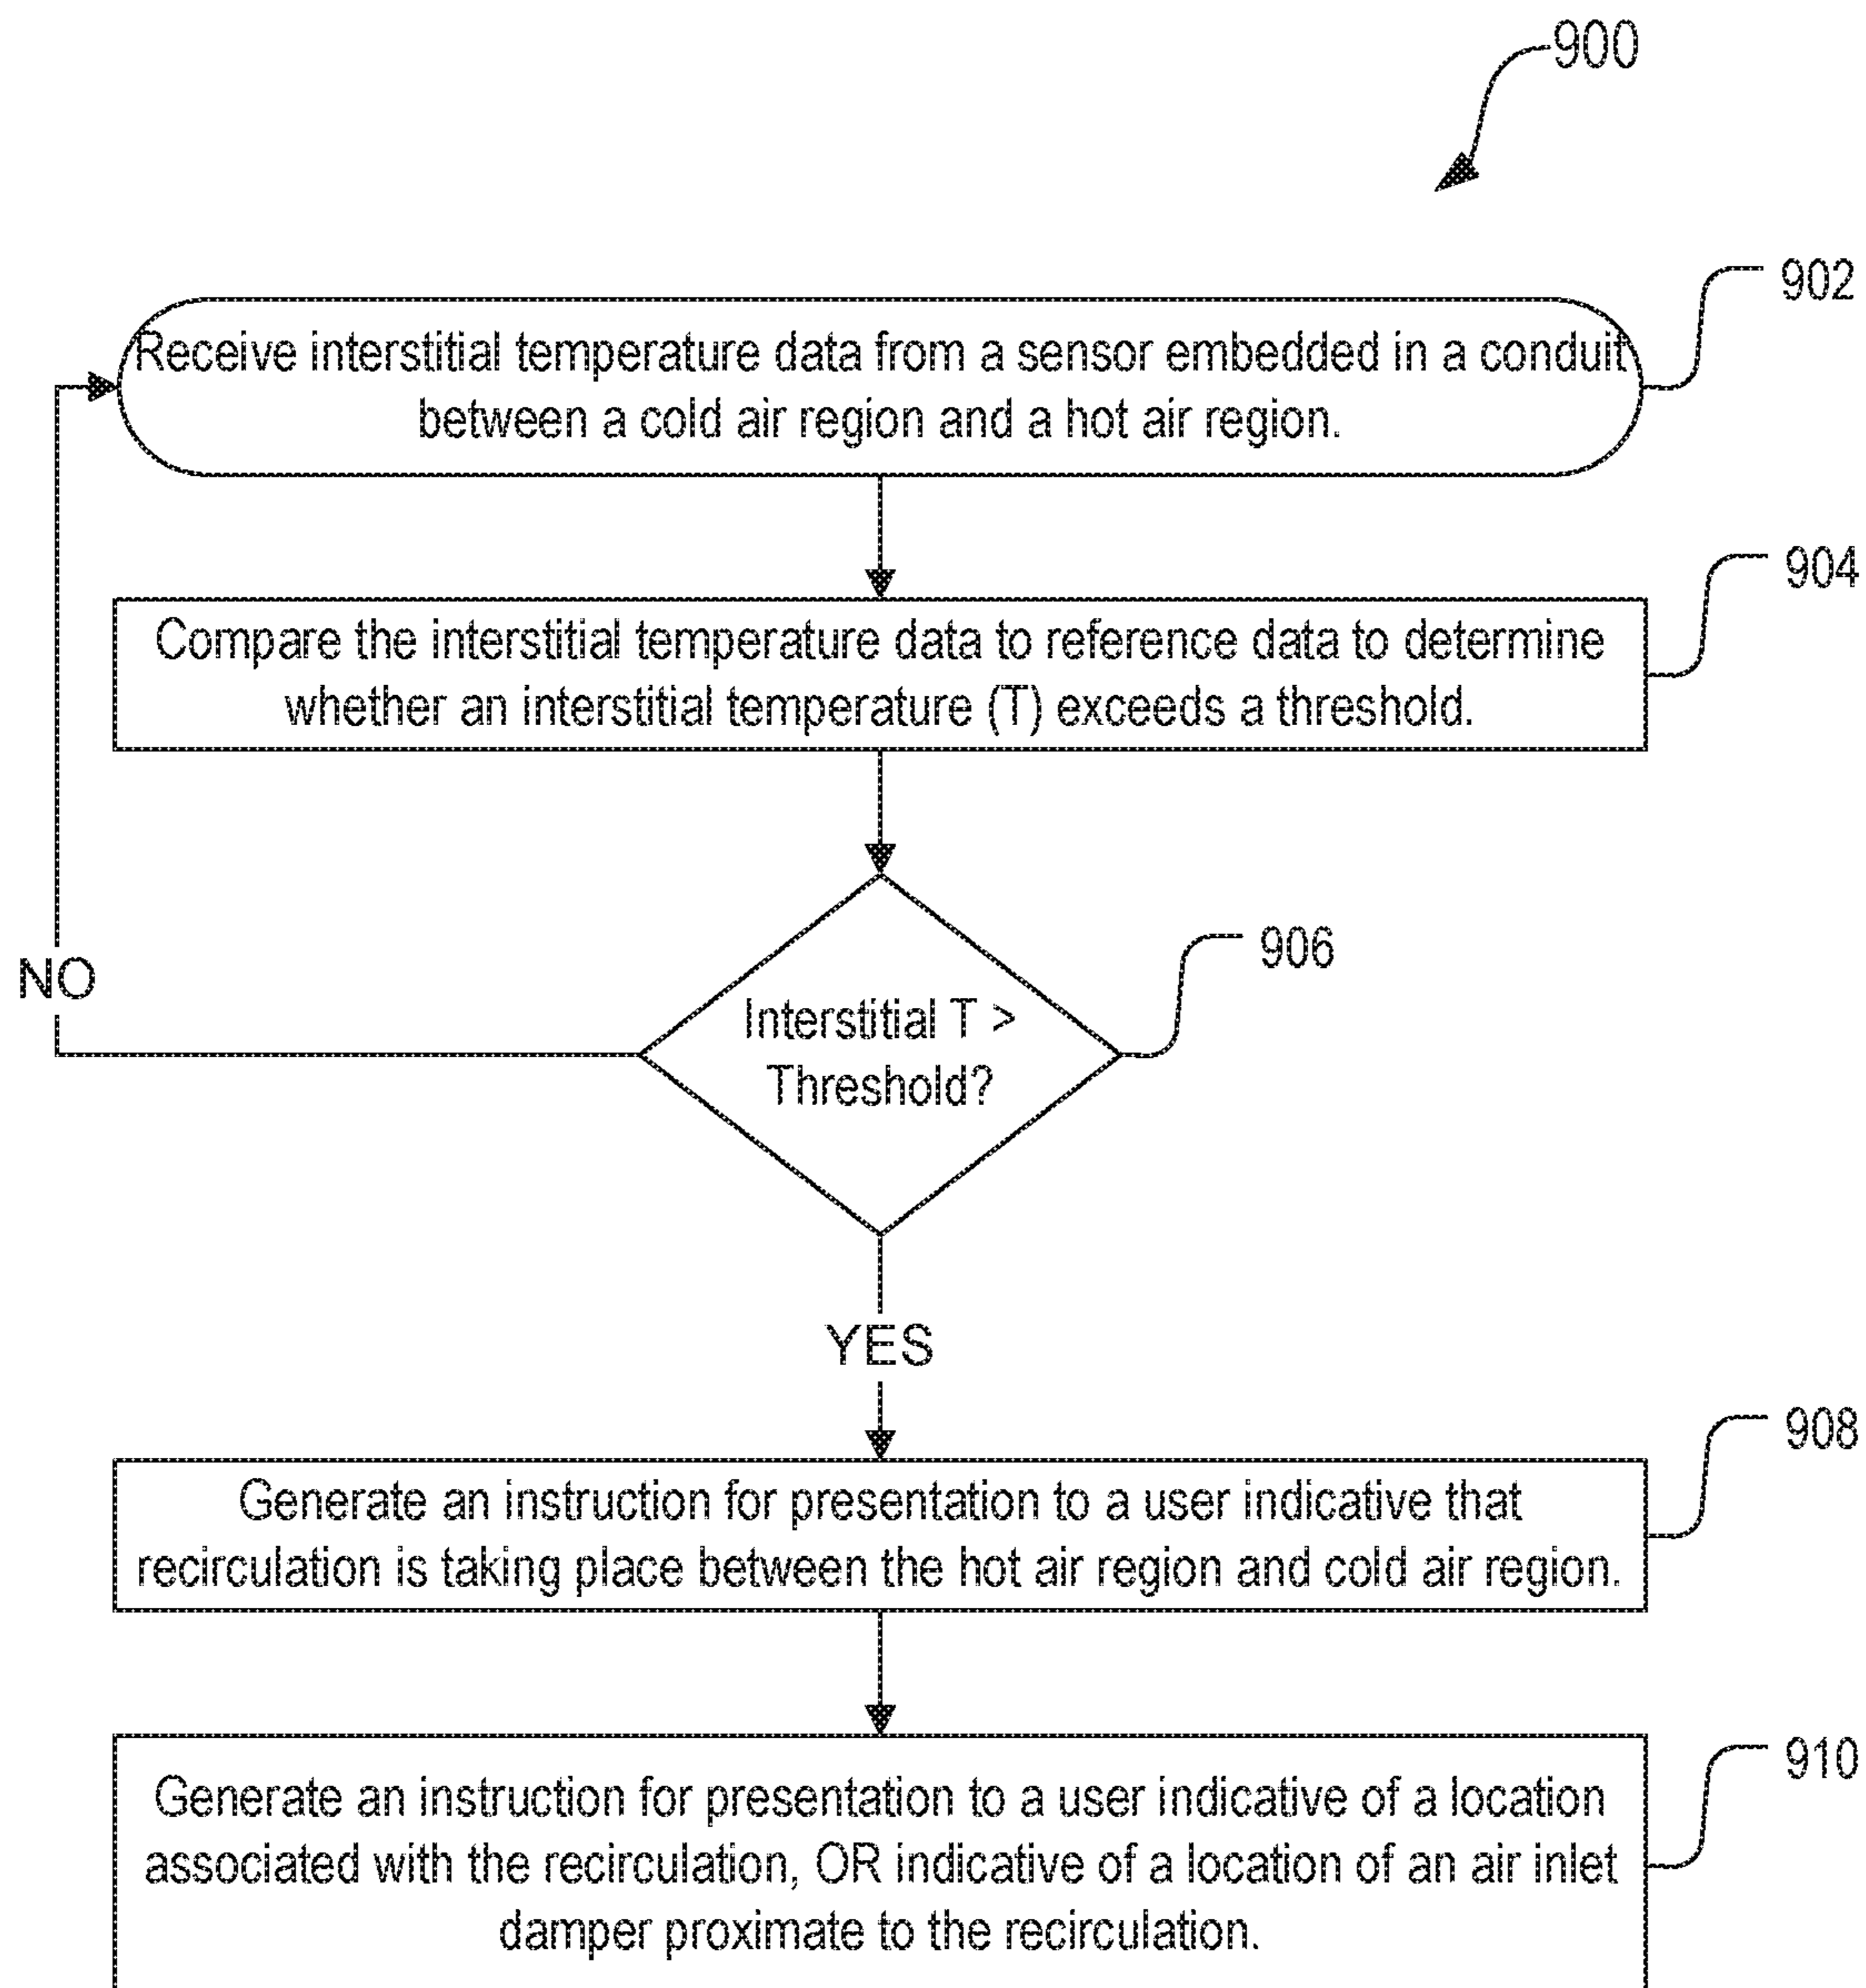 900
902
Receive interstitial temperature data from a sensor embedded in a conduit
between a cold air region and a hot air region.
904
Compare the interstitial temperature data to reference data to determine
whether an interstitial temperature (T) exceeds a threshold.
906
NO
Interstitial T >
Threshold?
YES
908
Generate an instruction for presentation to a user indicative that
recirculation is taking place between the hot air region and cold air region.
910
Generate an instruction for presentation to a user indicative of a location
associated with the recirculation, OR indicative of a location of an air inlet
damper proximate to the recirculation.